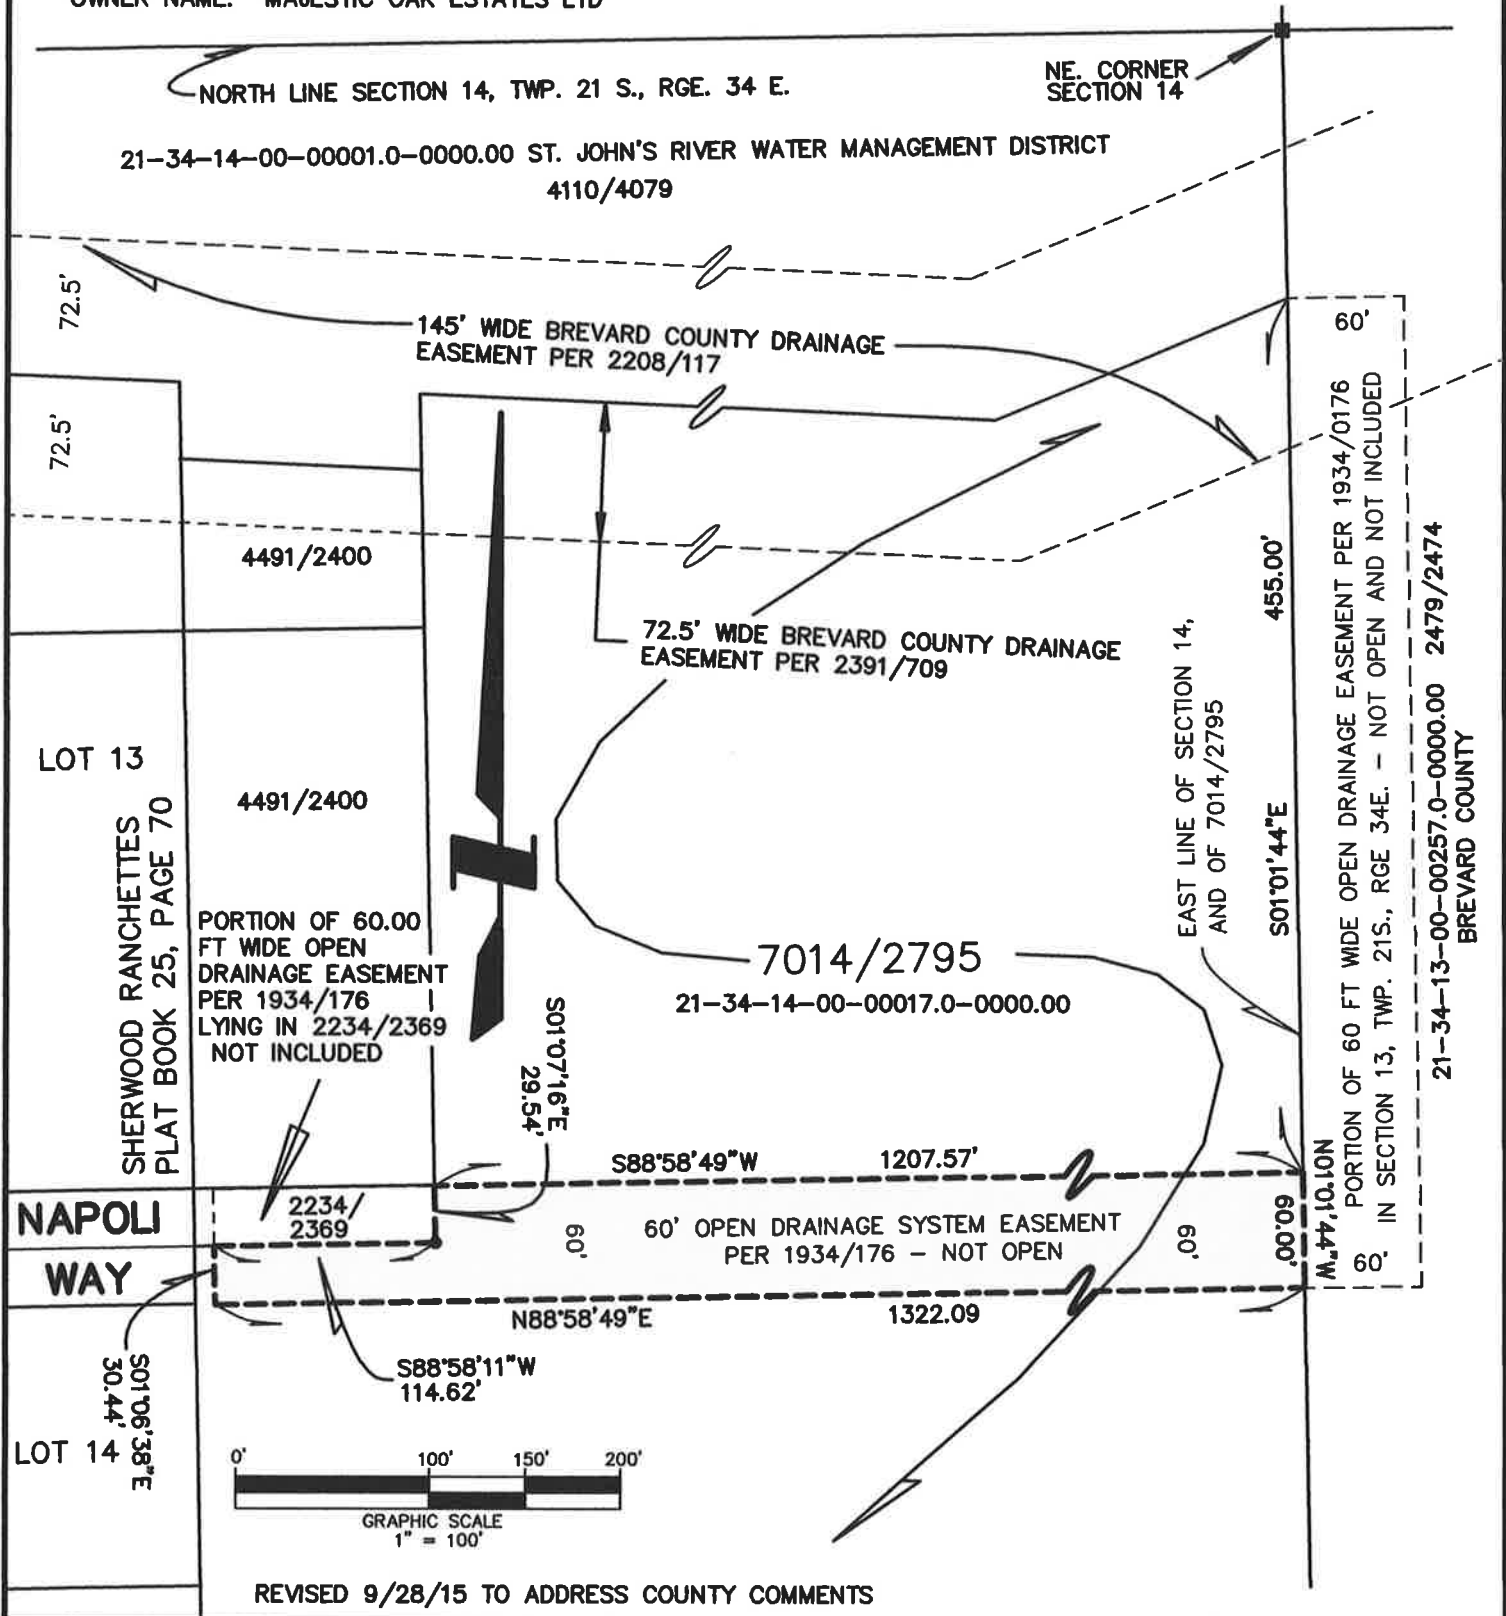 OWNER NAME: MAJESTIC OAK ESTATES LTD
NORTH LINE SECTION 14, TWP. 21 S., RGE. 34 E.
NE. CORNER
SECTION 14
21-34-14-00-00001.0-0000.00 ST. JOHN'S RIVER WATER MANAGEMENT DISTRICT
4110/4079
72.5'
145' WIDE BREVARD COUNTY DRAINAGE
EASEMENT PER 2208/117
60'
72.5'
4491/2400
72.5' WIDE BREVARD COUNTY DRAINAGE
EASEMENT PER 2391/709
455.00'
S01°01'44"E
EAST LINE OF SECTION 14,
AND OF 7014/2795
PORTION OF 60 FT WIDE OPEN DRAINAGE EASEMENT PER 1934/0176
IN SECTION 13, TWP. 21S., RGE 34E. - NOT OPEN AND NOT INCLUDED
21-34-13-00-00257.0-0000.00 2479/2474
BREVARD COUNTY
LOT 13
4491/2400
SHERWOOD RANCHETTES
PLAT BOOK 25, PAGE 70
PORTION OF 60.00
FT WIDE OPEN
DRAINAGE EASEMENT
PER 1934/176
LYING IN 2234/2369
NOT INCLUDED
N
7014/2795
21-34-14-00-00017.0-0000.00
S01°07'16"E
29.54'
S88°58'49"W 1207.57'
NAPOLI
WAY
2234/
2369
60'
60' OPEN DRAINAGE SYSTEM EASEMENT
PER 1934/176 - NOT OPEN
60'
60.00'
N01°01'44"W
60'
N88°58'49"E 1322.09
S88°58'11"W
114.62'
S01°06'38"E
30.44'
LOT 14
0' 100' 150' 200'
GRAPHIC SCALE
1" = 100'
REVISED 9/28/15 TO ADDRESS COUNTY COMMENTS